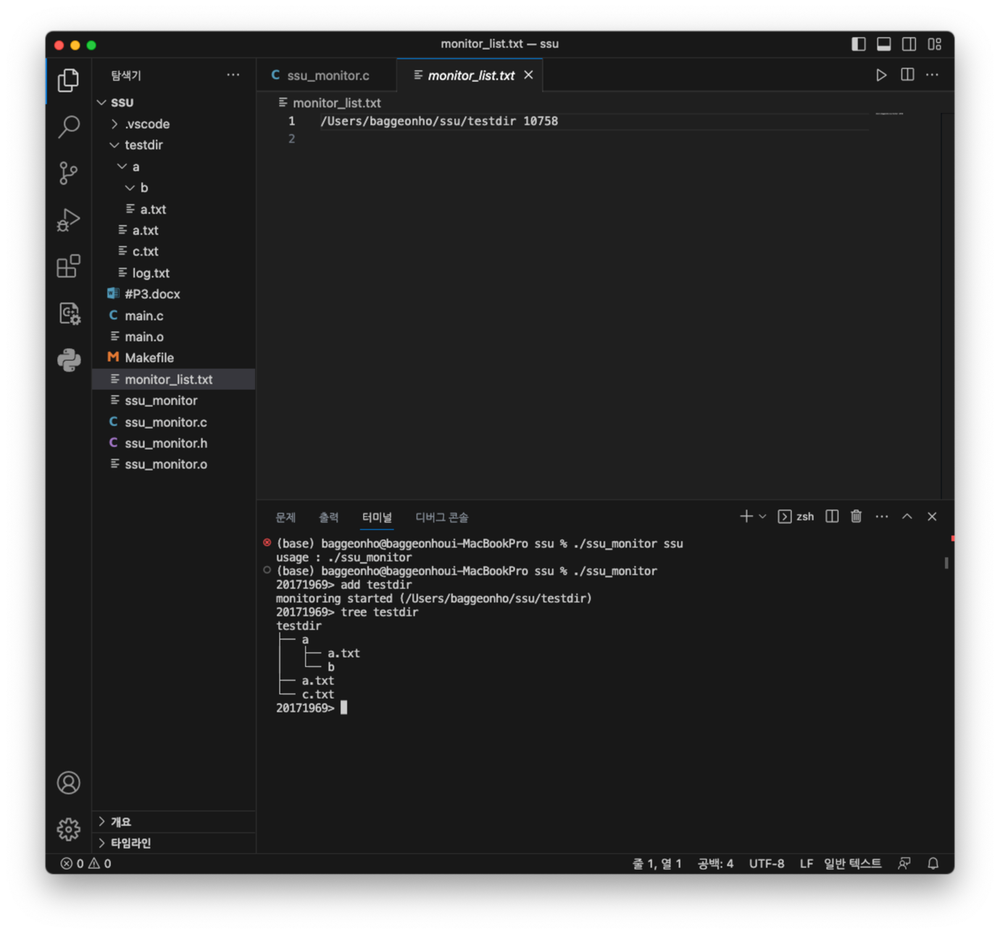 monitor_list.txt — ssu
탐색기
SSU
.vscode
testdir
a
b
a.txt
a.txt
c.txt
log.txt
#P3.docx
main.c
main.o
Makefile
monitor_list.txt
ssu_monitor
ssu_monitor.c
ssu_monitor.h
ssu_monitor.o
개요
타임라인
ssu_monitor.c
monitor_list.txt
monitor_list.txt
1 /Users/baggeonho/ssu/testdir 10758
2
문제 출력 터미널 디버그 콘솔 zsh
(base) baggeonho@baggeonhoui-MacBookPro ssu % ./ssu_monitor ssu
usage : ./ssu_monitor
(base) baggeonho@baggeonhoui-MacBookPro ssu % ./ssu_monitor
20171969> add testdir
monitoring started (/Users/baggeonho/ssu/testdir)
20171969> tree testdir
testdir
├── a
│   ├── a.txt
│   └── b
├── a.txt
└── c.txt
20171969>
0 0 줄 1, 열 1 공백: 4 UTF-8 LF 일반 텍스트